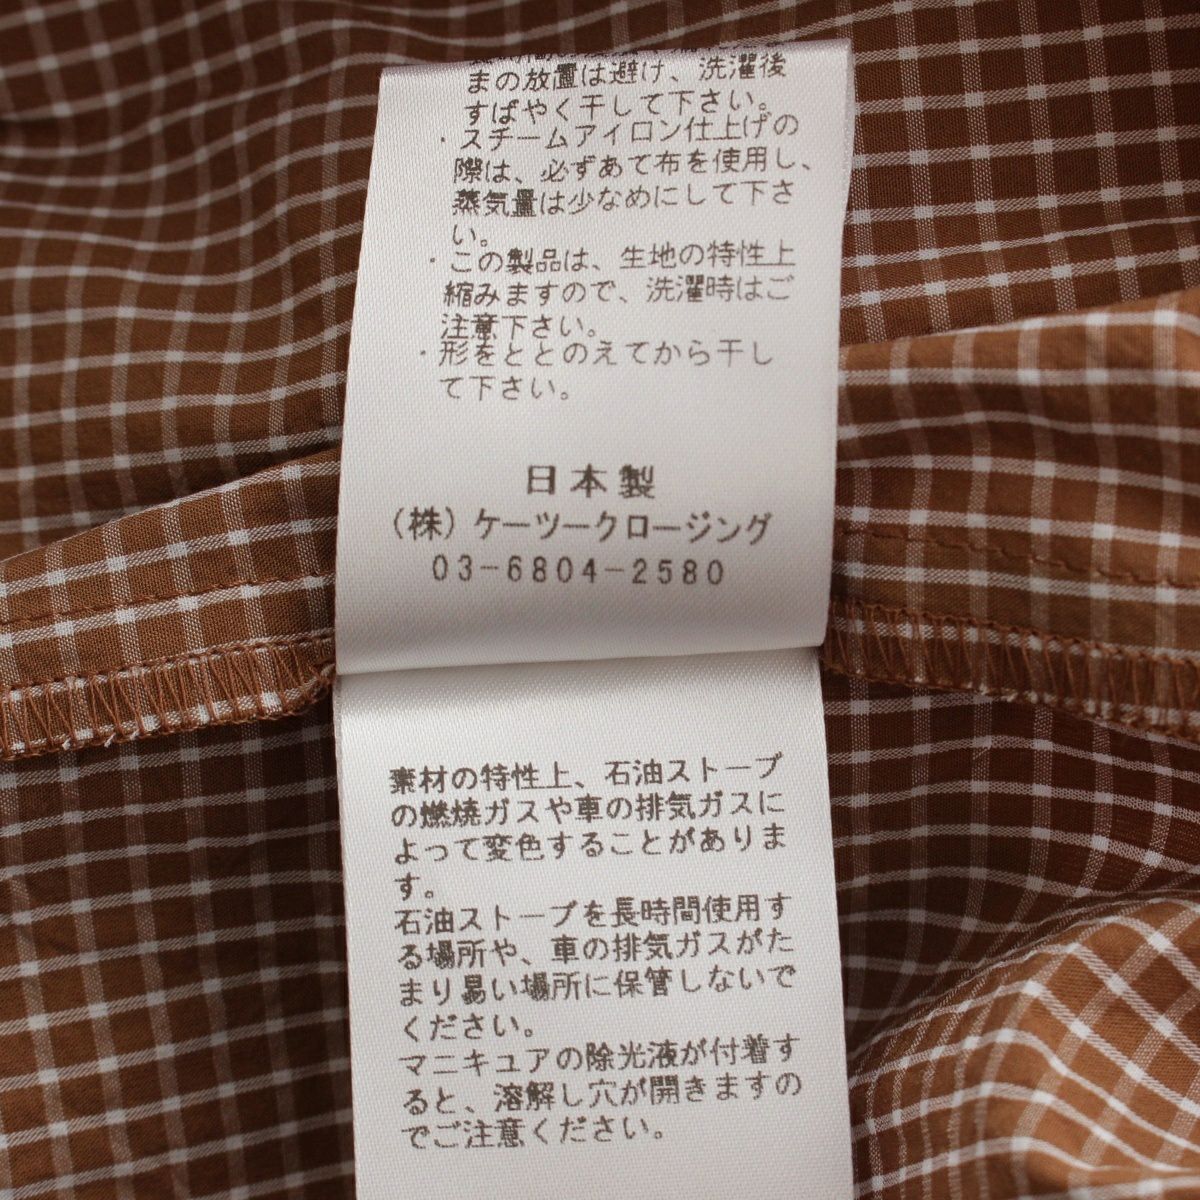 まの放置は避け、洗濯後
すばやく干して下さい。
・スチームアイロン仕上げの
際は、必ずあて布を使用し、
蒸気量は少なめにして下さ
い。
・この製品は、生地の特性上
縮みますので、洗濯時はご
注意下さい。
・形をととのえてから干し
て下さい。
日本製
(株)ケーツークロージング
03-6804-2580
素材の特性上、石油ストーブ
の燃焼ガスや車の排気ガスに
よって変色することがありま
す。
石油ストーブを長時間使用す
る場所や、車の排気ガスがた
まり易い場所に保管しないで
ください。
マニキュアの除光液が付着す
ると、溶解し穴が開きますの
でご注意ください。